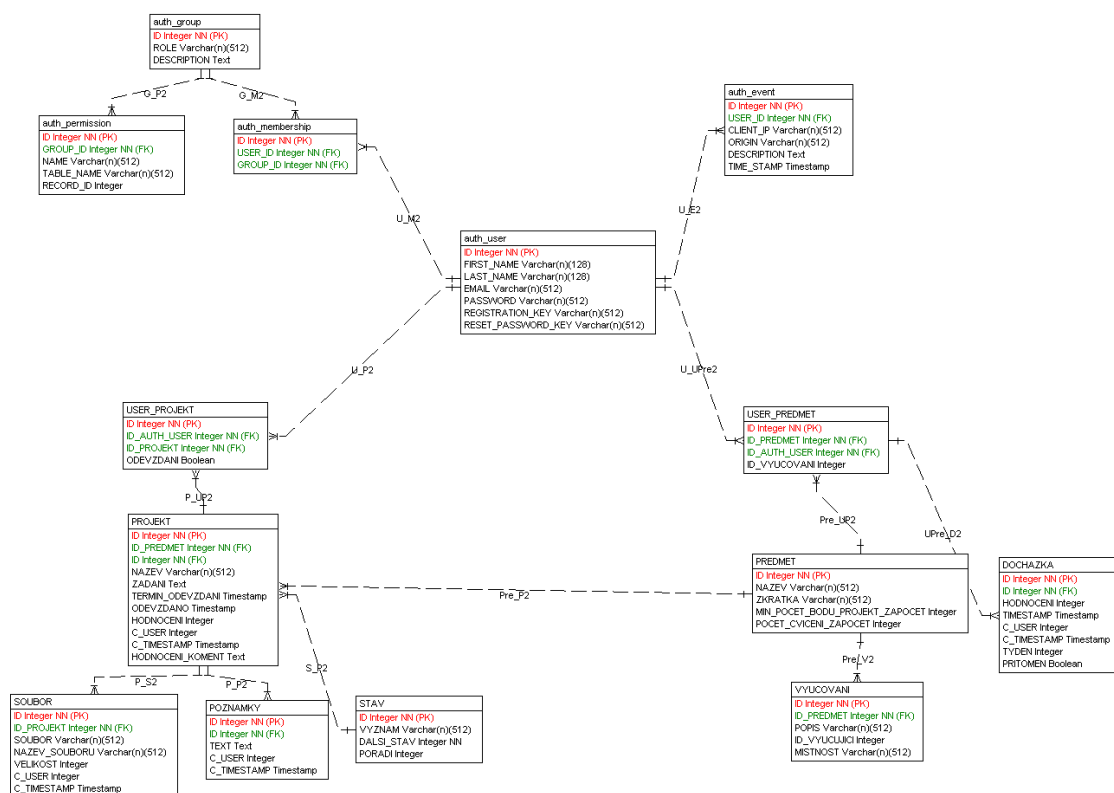 auth_group
ID Integer NN (PK)
ROLE Varchar(n)(512)
DESCRIPTION Text
G_P2
G_M2
auth_permission
ID Integer NN (PK)
GROUP_ID Integer NN (FK)
NAME Varchar(n)(512)
TABLE_NAME Varchar(n)(512)
RECORD_ID Integer
auth_membership
ID Integer NN (PK)
USER_ID Integer NN (FK)
GROUP_ID Integer NN (FK)
auth_event
ID Integer NN (PK)
USER_ID Integer NN (FK)
CLIENT_IP Varchar(n)(512)
ORIGIN Varchar(n)(512)
DESCRIPTION Text
TIME_STAMP Timestamp
U_M2
U_E2
auth_user
ID Integer NN (PK)
FIRST_NAME Varchar(n)(128)
LAST_NAME Varchar(n)(128)
EMAIL Varchar(n)(512)
PASSWORD Varchar(n)(512)
REGISTRATION_KEY Varchar(n)(512)
RESET_PASSWORD_KEY Varchar(n)(512)
U_P2
U_UPre2
USER_PROJEKT
ID Integer NN (PK)
ID_AUTH_USER Integer NN (FK)
ID_PROJEKT Integer NN (FK)
ODEVZDANI Boolean
USER_PREDMET
ID Integer NN (PK)
ID_PREDMET Integer NN (FK)
ID_AUTH_USER Integer NN (FK)
ID_VYUCOVANI Integer
P_UP2
Pre_UP2
UPre_D2
PROJEKT
ID Integer NN (PK)
ID_PREDMET Integer NN (FK)
ID Integer NN (FK)
NAZEV Varchar(n)(512)
ZADANI Text
TERMIN_ODEVZDANI Timestamp
ODEVZDANO Timestamp
HODNOCENI Integer
C_USER Integer
C_TIMESTAMP Timestamp
HODNOCENI_KOMENT Text
Pre_P2
PREDMET
ID Integer NN (PK)
NAZEV Varchar(n)(512)
ZKRATKA Varchar(n)(512)
MIN_POCET_BODU_PROJEKT_ZAPOCET Integer
POCET_CVICENI_ZAPOCET Integer
DOCHAZKA
ID Integer NN (PK)
ID Integer NN (FK)
HODNOCENI Integer
TIMESTAMP Timestamp
C_USER Integer
C_TIMESTAMP Timestamp
TYDEN Integer
PRITOMEN Boolean
P_S2
P_P2
S_P2
Pre_V2
SOUBOR
ID Integer NN (PK)
ID_PROJEKT Integer NN (FK)
SOUBOR Varchar(n)(512)
NAZEV_SOUBORU Varchar(n)(512)
VELIKOST Integer
C_USER Integer
C_TIMESTAMP Timestamp
POZNAMKY
ID Integer NN (PK)
ID Integer NN (FK)
TEXT Text
C_USER Integer
C_TIMESTAMP Timestamp
STAV
ID Integer NN (PK)
VYZNAM Varchar(n)(512)
DALSI_STAV Integer NN
PORADI Integer
VYUCOVANI
ID Integer NN (PK)
ID_PREDMET Integer NN (FK)
POPIS Varchar(n)(512)
ID_VYUCUJICI Integer
MISTNOST Varchar(n)(512)